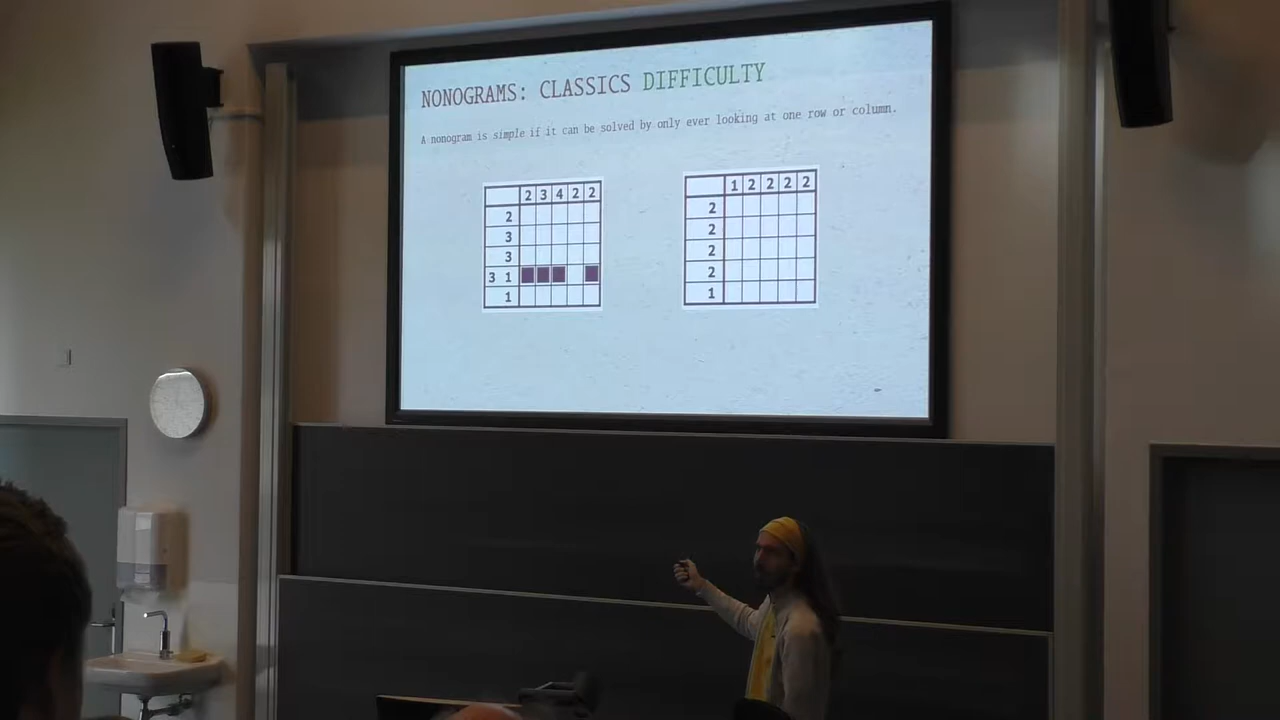 NONOGRAMS: CLASSICS DIFFICULTY
A nonogram is simple if it can be solved by only ever looking at one row or column.
2 3 4 2 2
2
3
3
3 1
1
1 2 2 2 2
2
2
2
2
1